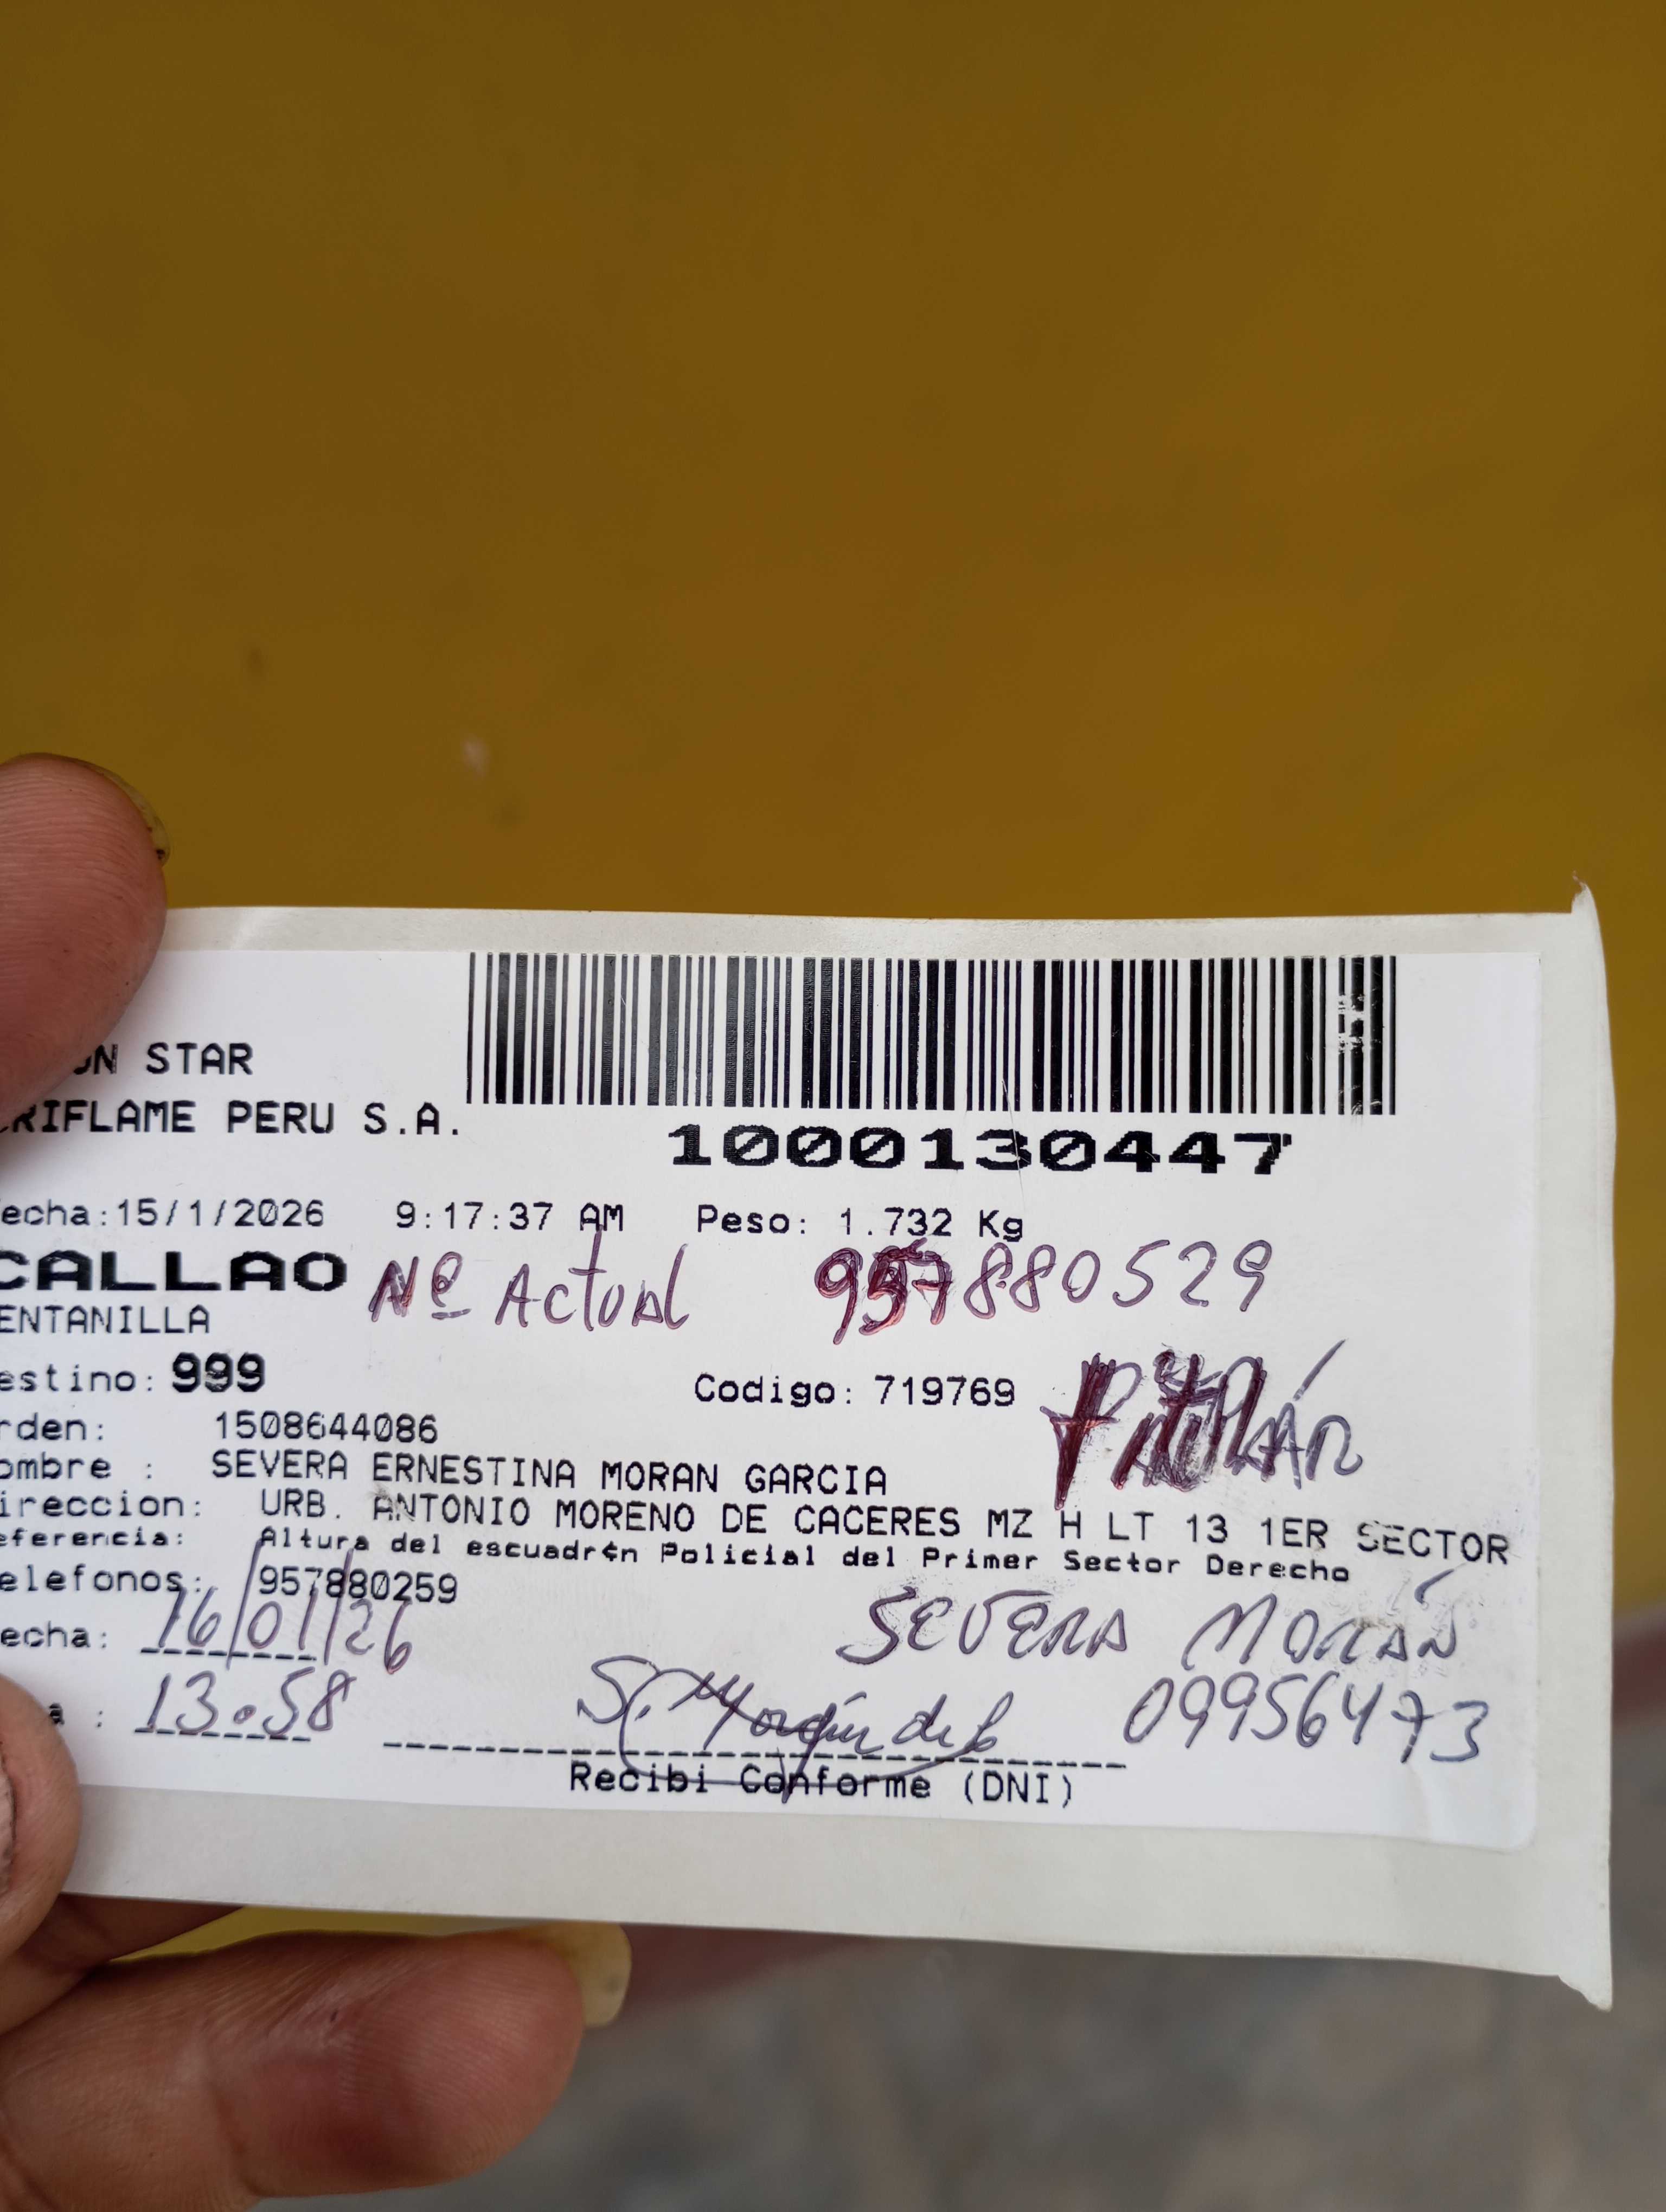 ON STAR
RIFLAME PERU S.A.
1000130447
echa:15/1/2026 9:17:37 AM Peso: 1.732 Kg
CALLAO Nº Actual 957880529
ENTANILLA
estino: 999 Codigo: 719769
rden: 1508644086
ombre : SEVERA ERNESTINA MORAN GARCIA
ireccion: URB. ANTONIO MORENO DE CACERES MZ H LT 13 1ER SECTOR
eferencia: Altura del escuadr¢n Policial del Primer Sector Derecho
elefonos: 957880259
echa: 16/01/26 SEVERA MORÁN
a : 13.58 09956473
Recibi Conforme (DNI)